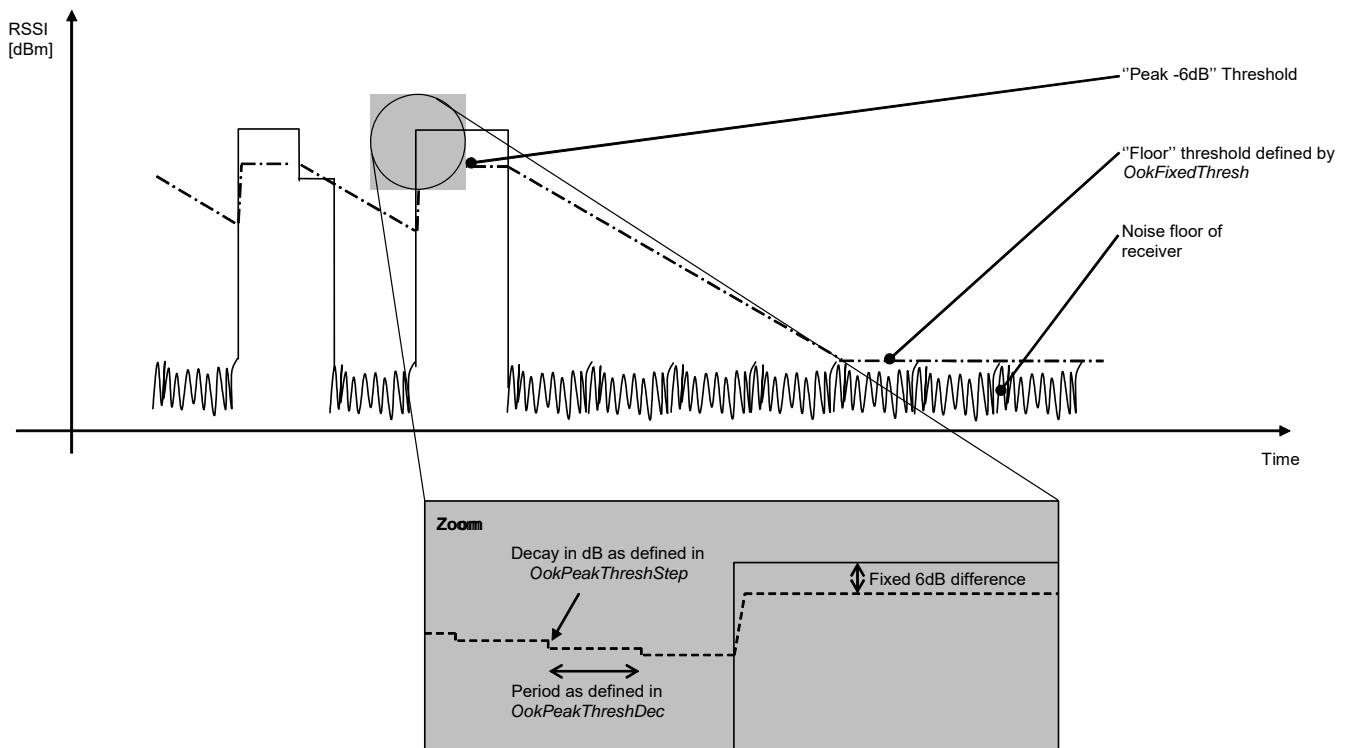 RSSI
[dBm]
‘’Peak -6dB’’ Threshold
‘’Floor’’ threshold defined by
OokFixedThresh
Noise floor of
receiver
Time
Zoom
Decay in dB as defined in
OokPeakThreshStep
Fixed 6dB difference
Period as defined in
OokPeakThreshDec